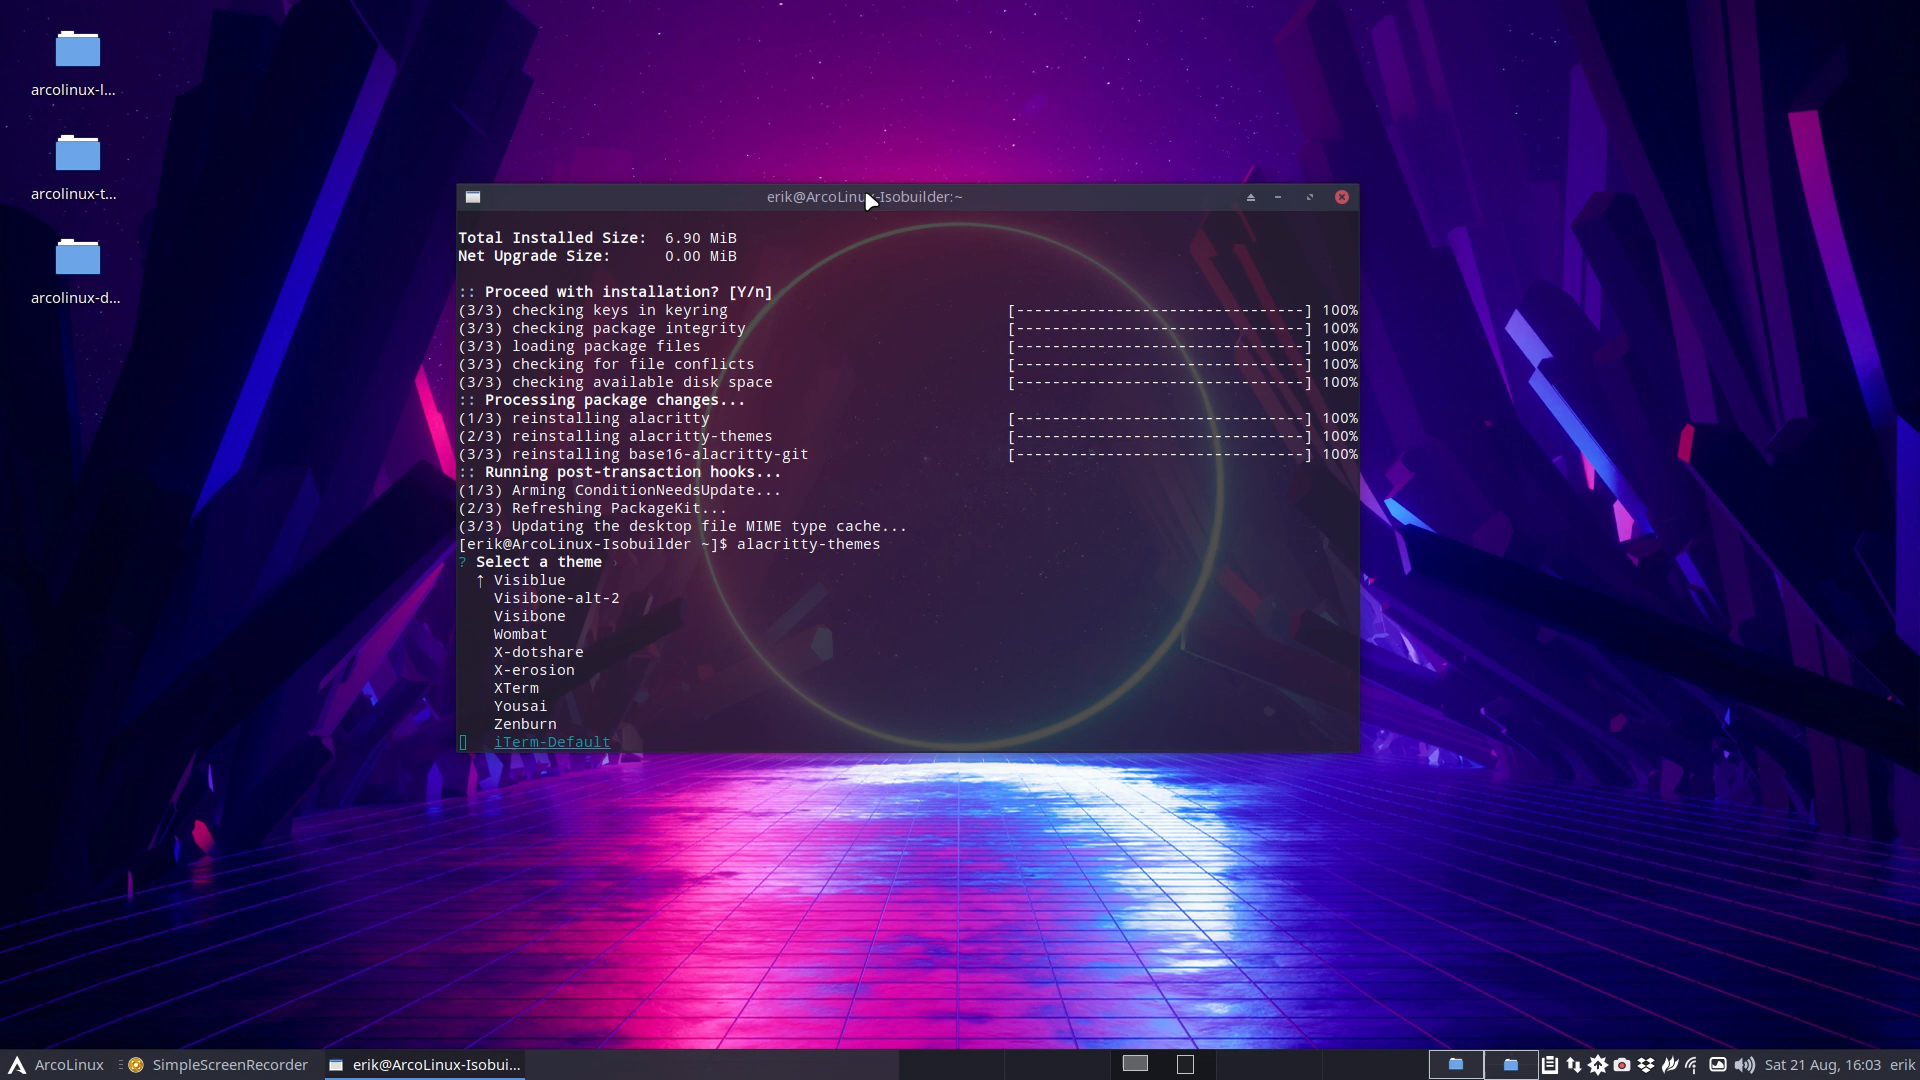 arcolinux-l...
arcolinux-t...
arcolinux-d...
erik@ArcoLinux-Isobuilder:~
Total Installed Size:  6.90 MiB
Net Upgrade Size:      0.00 MiB
:: Proceed with installation? [Y/n]
(3/3) checking keys in keyring [--------------------------------] 100%
(3/3) checking package integrity [--------------------------------] 100%
(3/3) loading package files [--------------------------------] 100%
(3/3) checking for file conflicts [--------------------------------] 100%
(3/3) checking available disk space [--------------------------------] 100%
:: Processing package changes...
(1/3) reinstalling alacritty [--------------------------------] 100%
(2/3) reinstalling alacritty-themes [--------------------------------] 100%
(3/3) reinstalling base16-alacritty-git [--------------------------------] 100%
:: Running post-transaction hooks...
(1/3) Arming ConditionNeedsUpdate...
(2/3) Refreshing PackageKit...
(3/3) Updating the desktop file MIME type cache...
[erik@ArcoLinux-Isobuilder ~]$ alacritty-themes
? Select a theme ›
↑ Visiblue
Visibone-alt-2
Visibone
Wombat
X-dotshare
X-erosion
XTerm
Yousai
Zenburn
iTerm-Default
ArcoLinux
SimpleScreenRecorder
erik@ArcoLinux-Isobui...
Sat 21 Aug, 16:03
erik